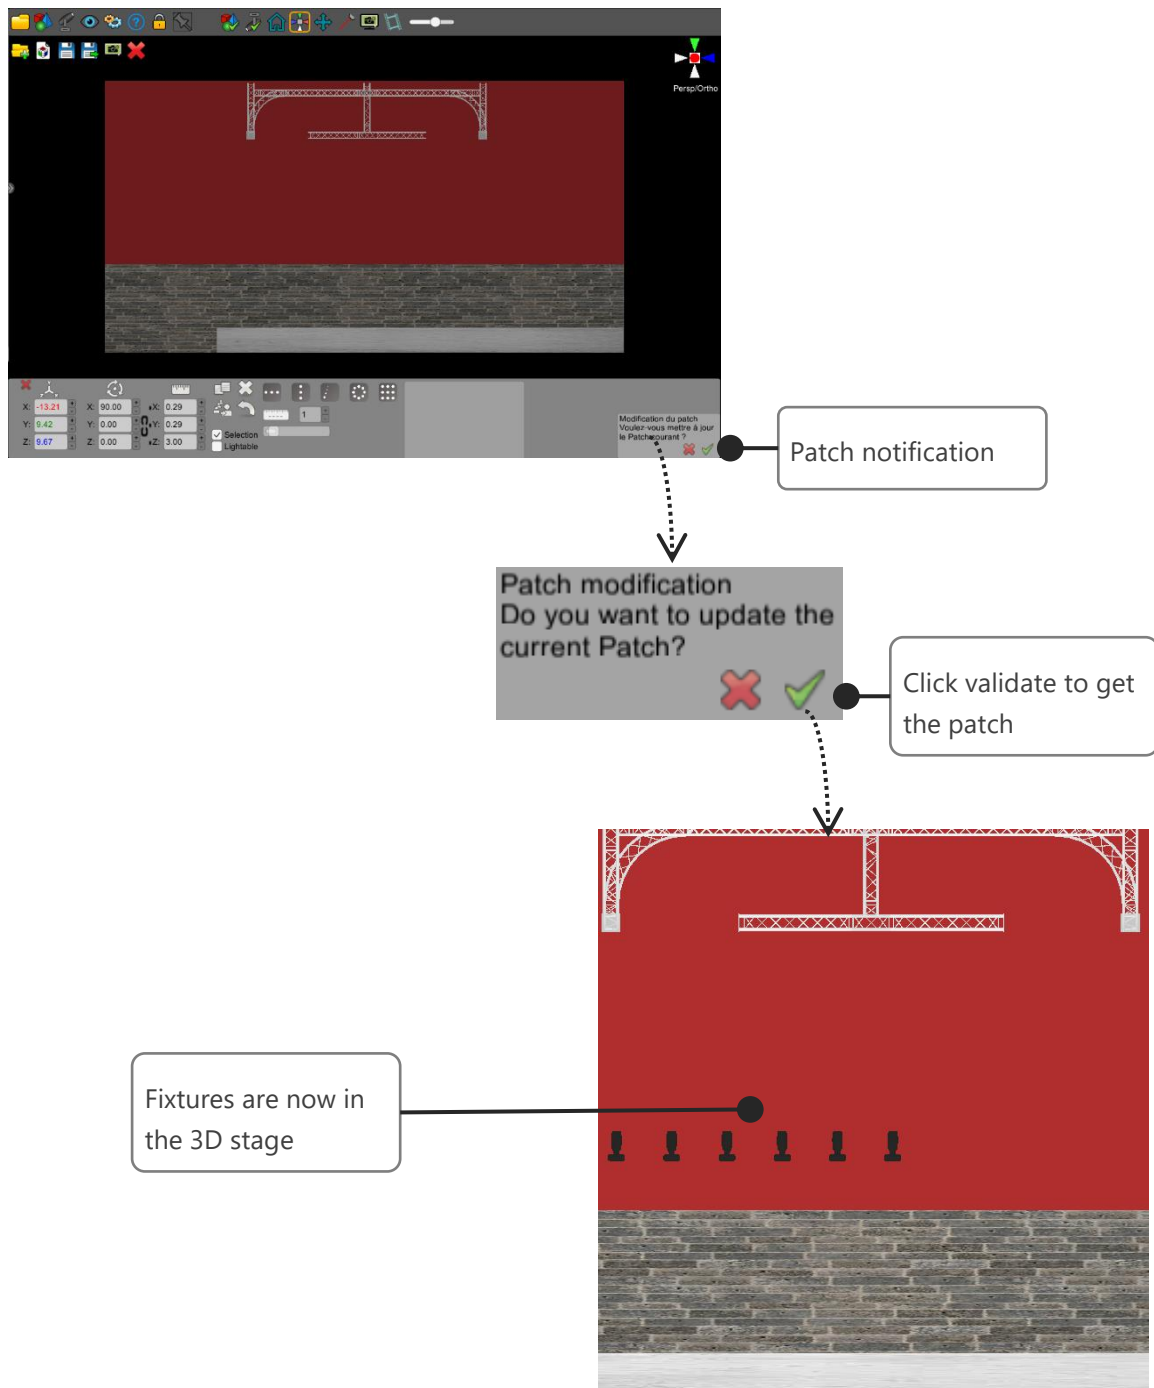 Persp/Ortho
X: -13.21 X: 90.00 X: 0.29
Y: 9.42 Y: 0.00 Y: 0.29 1
Z: 9.67 Z: 0.00 Z: 3.00
Selection
Lightable
Modification du patch
Voulez-vous mettre à jour
le Patch courant ?
Patch notification
Patch modification
Do you want to update the
current Patch?
Click validate to get
the patch
Fixtures are now in
the 3D stage